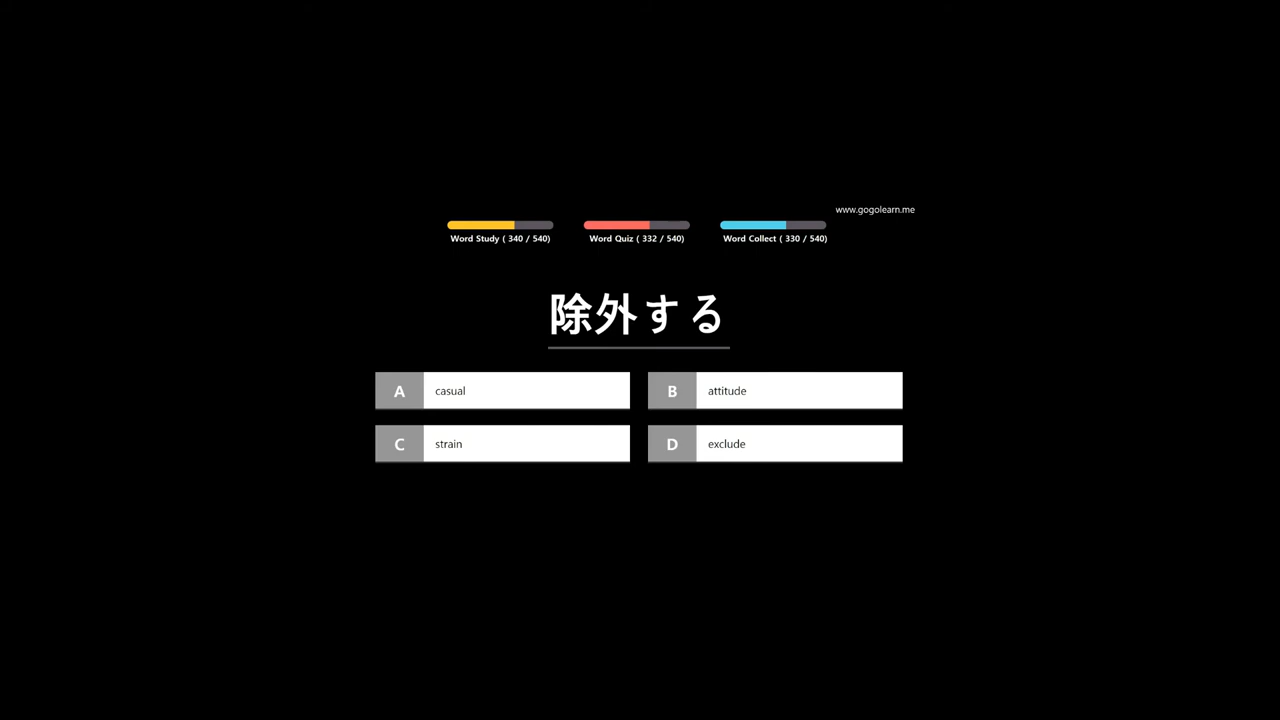 www.gogolearn.me
Word Study ( 340 / 540)
Word Quiz ( 332 / 540)
Word Collect ( 330 / 540)
除外する
A casual
B attitude
C strain
D exclude